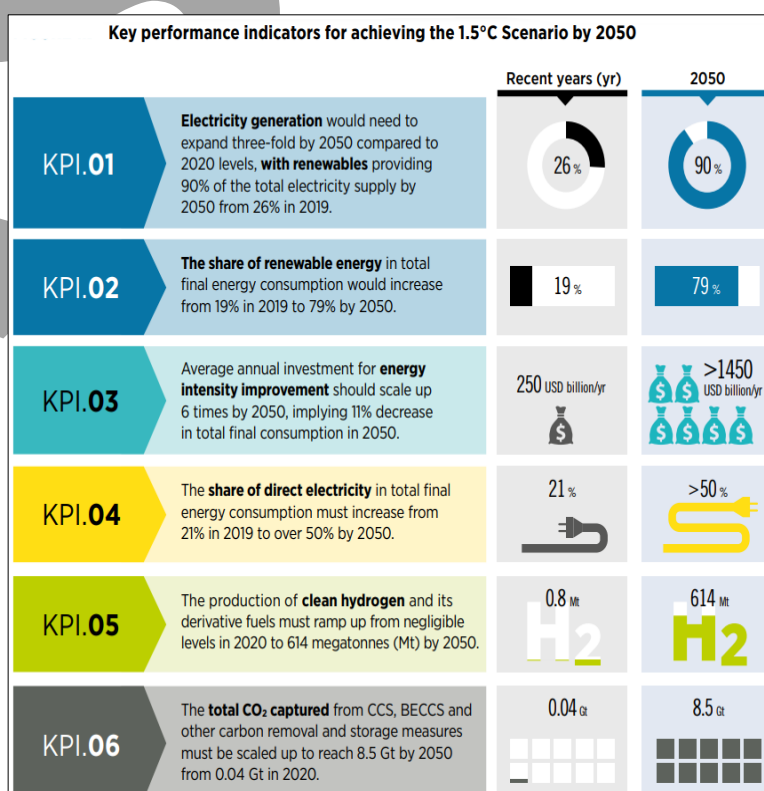 Key performance indicators for achieving the 1.5°C Scenario by 2050
Recent years (yr)
2050
KPI.01
Electricity generation would need to
expand three-fold by 2050 compared to
2020 levels, with renewables providing
90% of the total electricity supply by
2050 from 26% in 2019.
26 %
90 %
KPI.02
The share of renewable energy in total
final energy consumption would increase
from 19% in 2019 to 79% by 2050.
19 %
79 %
KPI.03
Average annual investment for energy
intensity improvement should scale up
6 times by 2050, implying 11% decrease
in total final consumption in 2050.
250 USD billion/yr
$
>1450
USD billion/yr
$ $
$ $ $ $
KPI.04
The share of direct electricity in total final
energy consumption must increase from
21% in 2019 to over 50% by 2050.
21 %
>50 %
KPI.05
The production of clean hydrogen and its
derivative fuels must ramp up from negligible
levels in 2020 to 614 megatonnes (Mt) by 2050.
0.8 Mt
H2
614 Mt
H2
KPI.06
The total CO₂ captured from CCS, BECCS and
other carbon removal and storage measures
must be scaled up to reach 8.5 Gt by 2050
from 0.04 Gt in 2020.
0.04 Gt
8.5 Gt